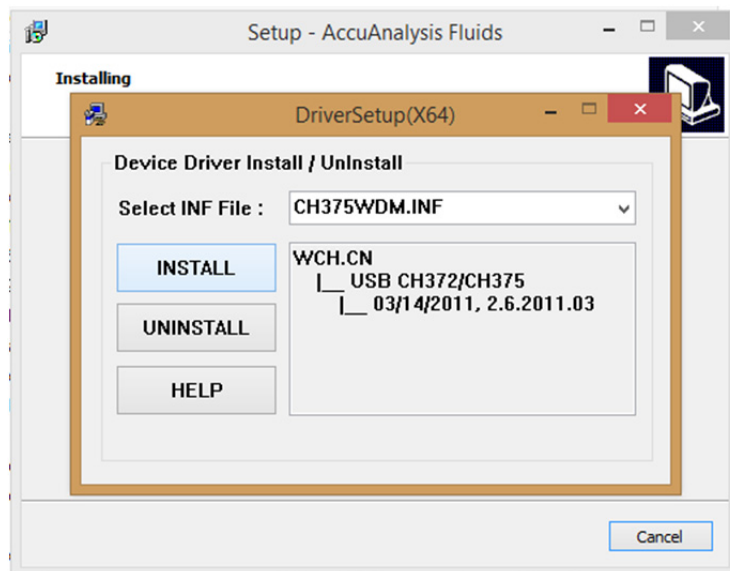 Setup - AccuAnalysis Fluids
Installing
DriverSetup(X64)
Device Driver Install / UnInstall
Select INF File : CH375WDM.INF
INSTALL
UNINSTALL
HELP
WCH.CN
|__ USB CH372/CH375
|__ 03/14/2011, 2.6.2011.03
Cancel